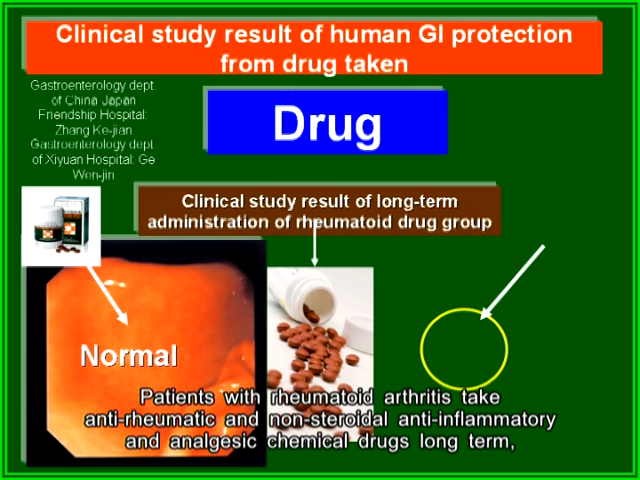 Clinical study result of human GI protection
from drug taken
Gastroenterology dept.
of China Japan
Friendship Hospital:
Zhang Ke-jian
Gastroenterology dept.
of Xiyuan Hospital: Ge
Wen-jin
Drug
Clinical study result of long-term
administration of rheumatoid drug group
Normal
Patients with rheumatoid arthritis take
anti-rheumatic and non-steroidal anti-inflammatory
and analgesic chemical drugs long term,